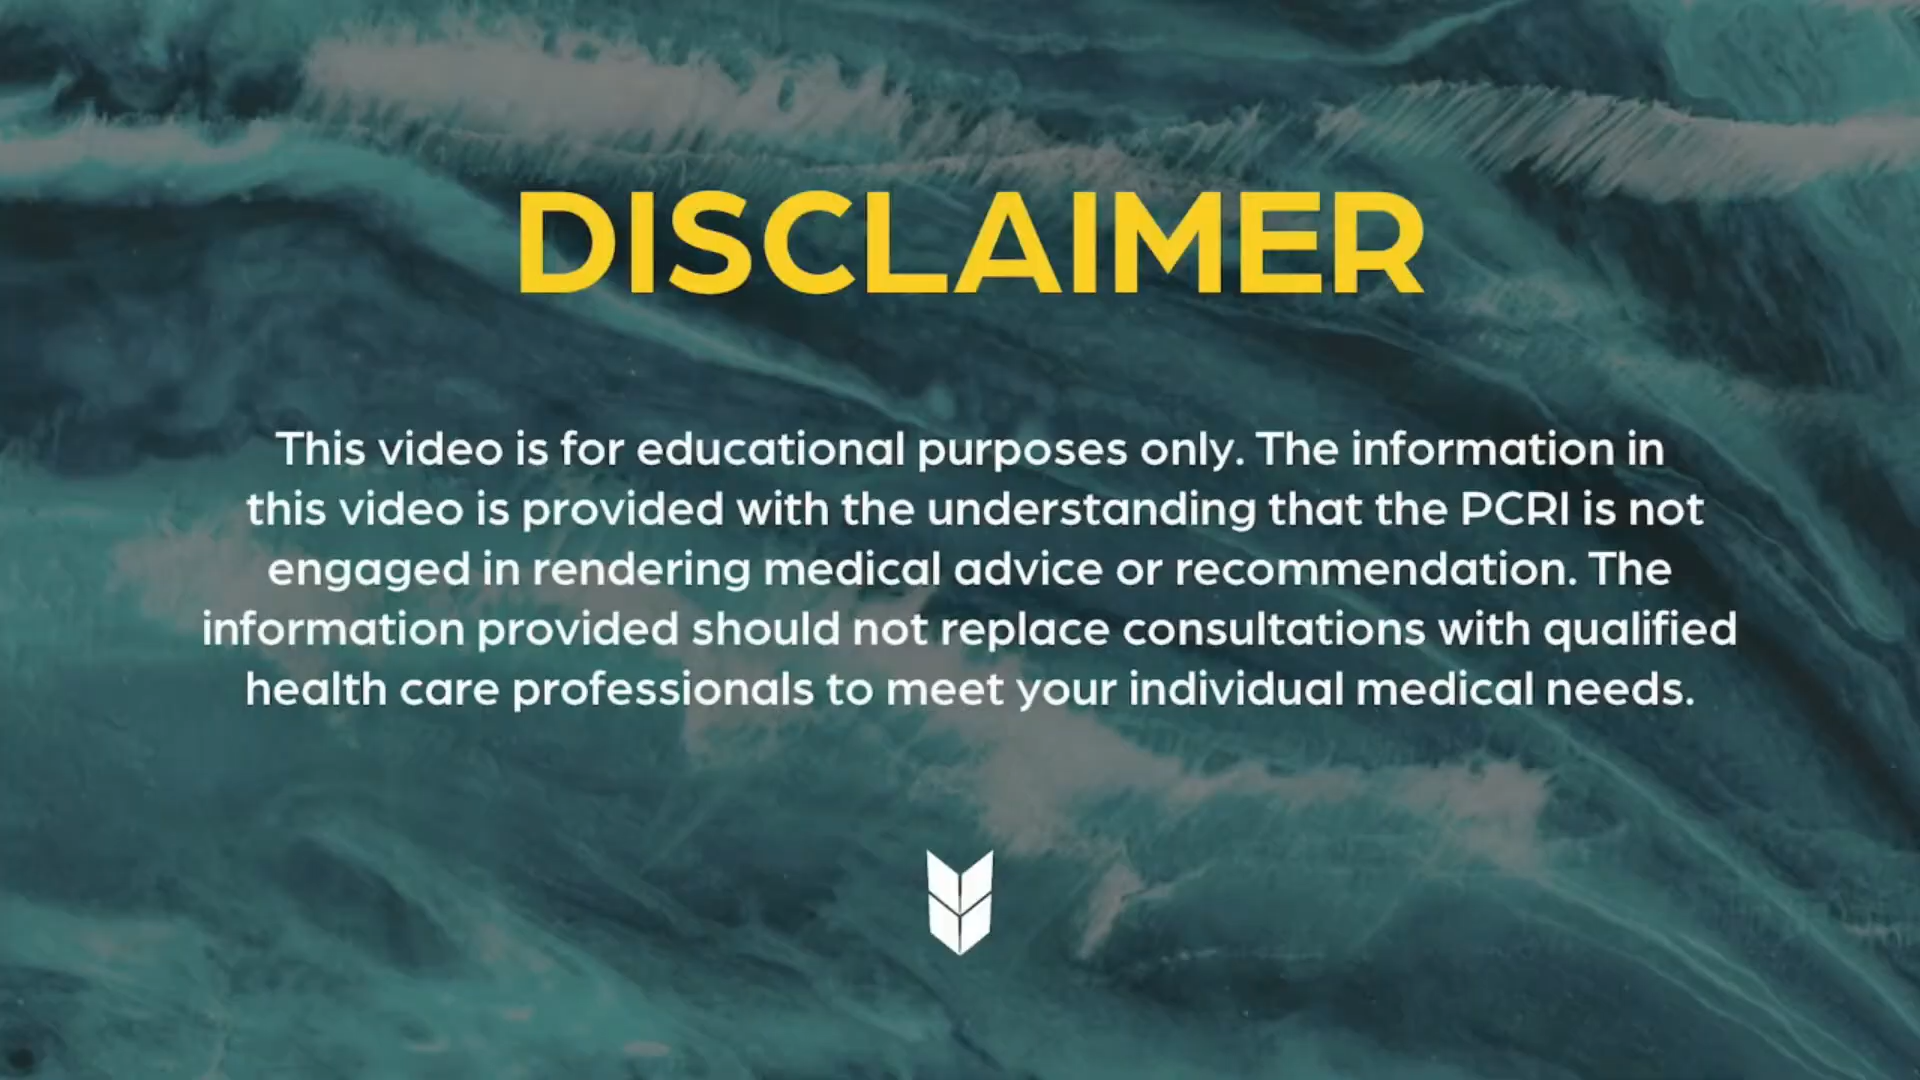 DISCLAIMER
This video is for educational purposes only. The information in
this video is provided with the understanding that the PCRI is not
engaged in rendering medical advice or recommendation. The
information provided should not replace consultations with qualified
health care professionals to meet your individual medical needs.